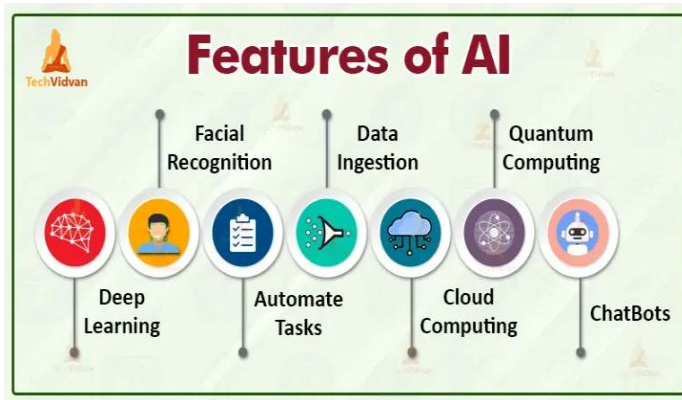 Features of AI
TechVidvan
Facial
Recognition
Data
Ingestion
Quantum
Computing
Deep
Learning
Automate
Tasks
Cloud
Computing
ChatBots